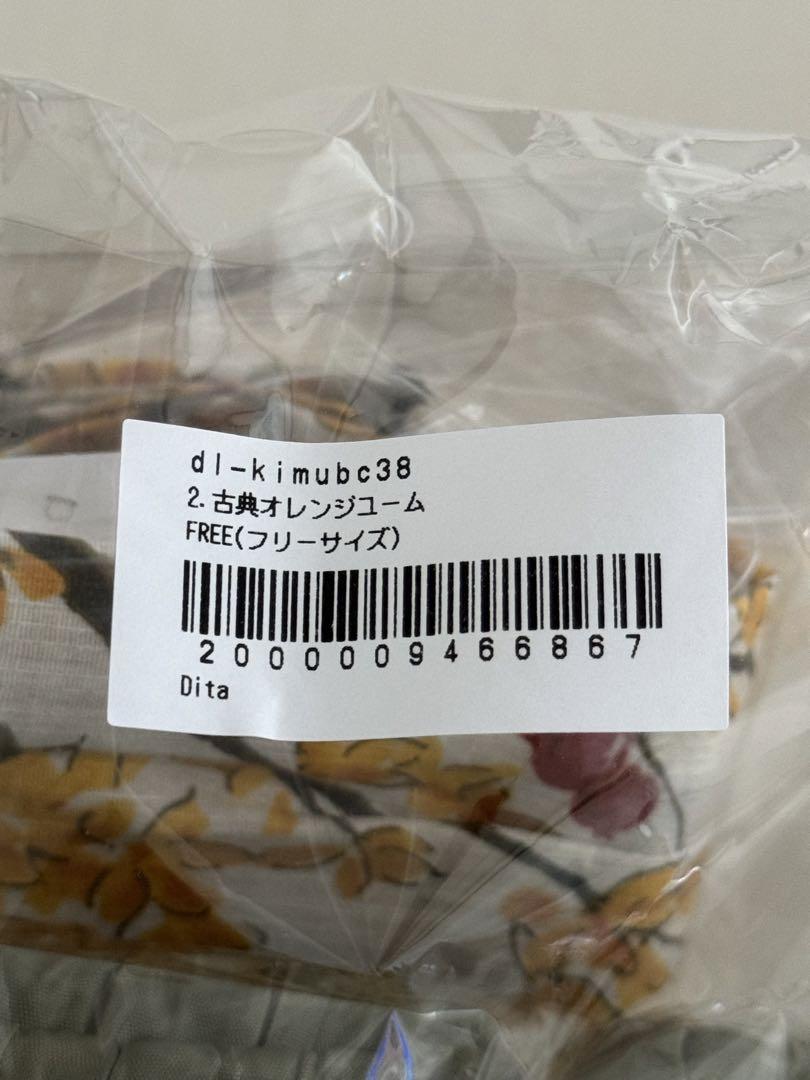 dl-kimubc38
2.古典オレンジユーム
FREE(フリーサイズ)
2000009466867
Dita